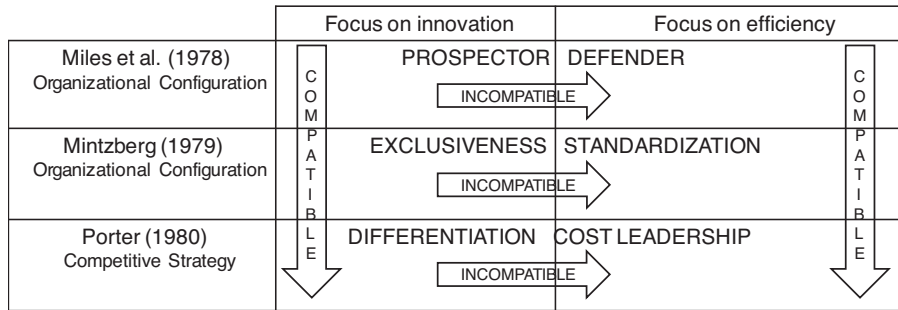 Focus on innovation
Focus on efficiency
Miles et al. (1978)
Organizational Configuration
PROSPECTOR
DEFENDER
INCOMPATIBLE
Mintzberg (1979)
Organizational Configuration
EXCLUSIVENESS
STANDARDIZATION
INCOMPATIBLE
Porter (1980)
Competitive Strategy
DIFFERENTIATION
COST LEADERSHIP
INCOMPATIBLE
COMPATIBLE
COMPATIBLE